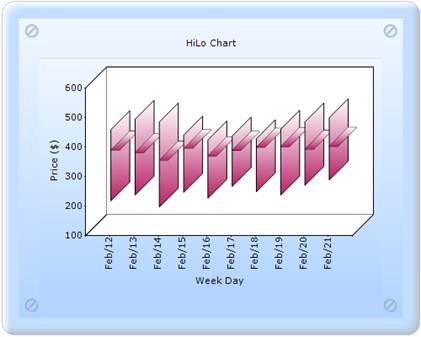 HiLo Chart
600
500
400
300
200
100
Price ($)
Feb/12
Feb/13
Feb/14
Feb/15
Feb/16
Feb/17
Feb/18
Feb/19
Feb/20
Feb/21
Week Day